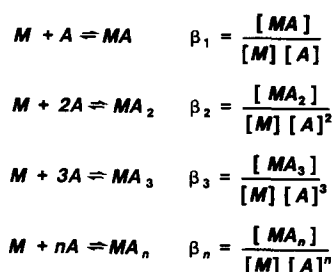 M + A ⇌ MA   β₁ = [ MA ] / [ M ] [ A ]
M + 2A ⇌ MA₂   β₂ = [ MA₂ ] / [ M ] [ A ]²
M + 3A ⇌ MA₃   β₃ = [ MA₃ ] / [ M ] [ A ]³
M + nA ⇌ MAₙ   βₙ = [ MAₙ ] / [ M ] [ A ]ⁿ